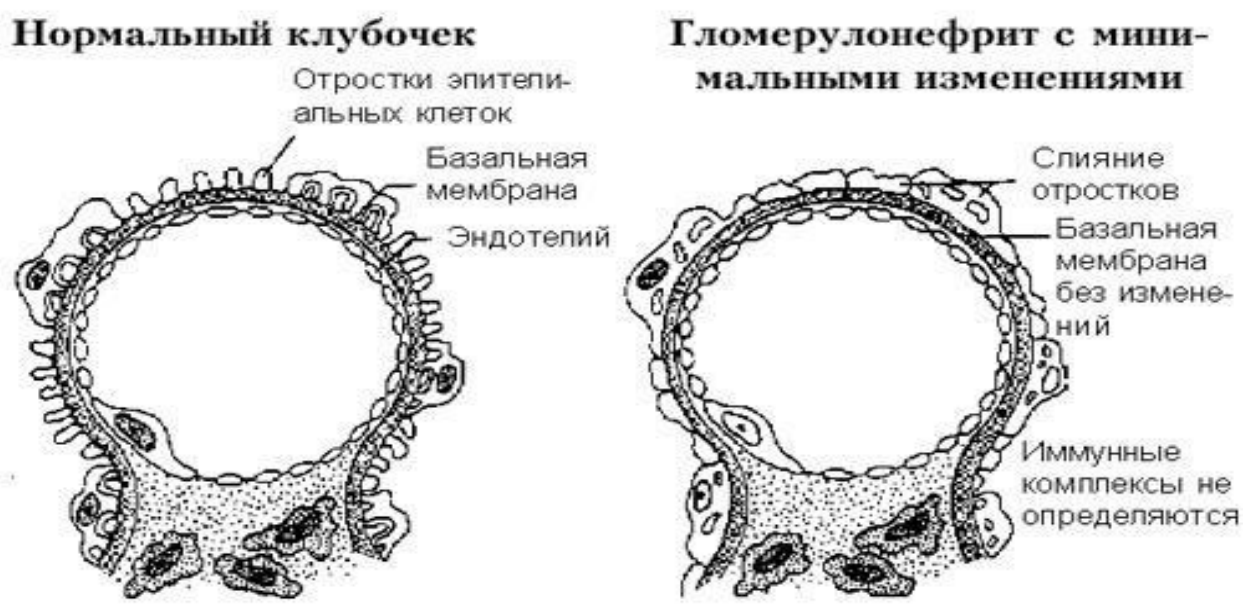 Нормальный клубочек
Отростки эпители-
альных клеток
Базальная
мембрана
Эндотелий
Гломерулонефрит с мини-
мальными изменениями
Слияние
отростков
Базальная
мембрана
без измене-
ний
Иммунные
комплексы не
определяются